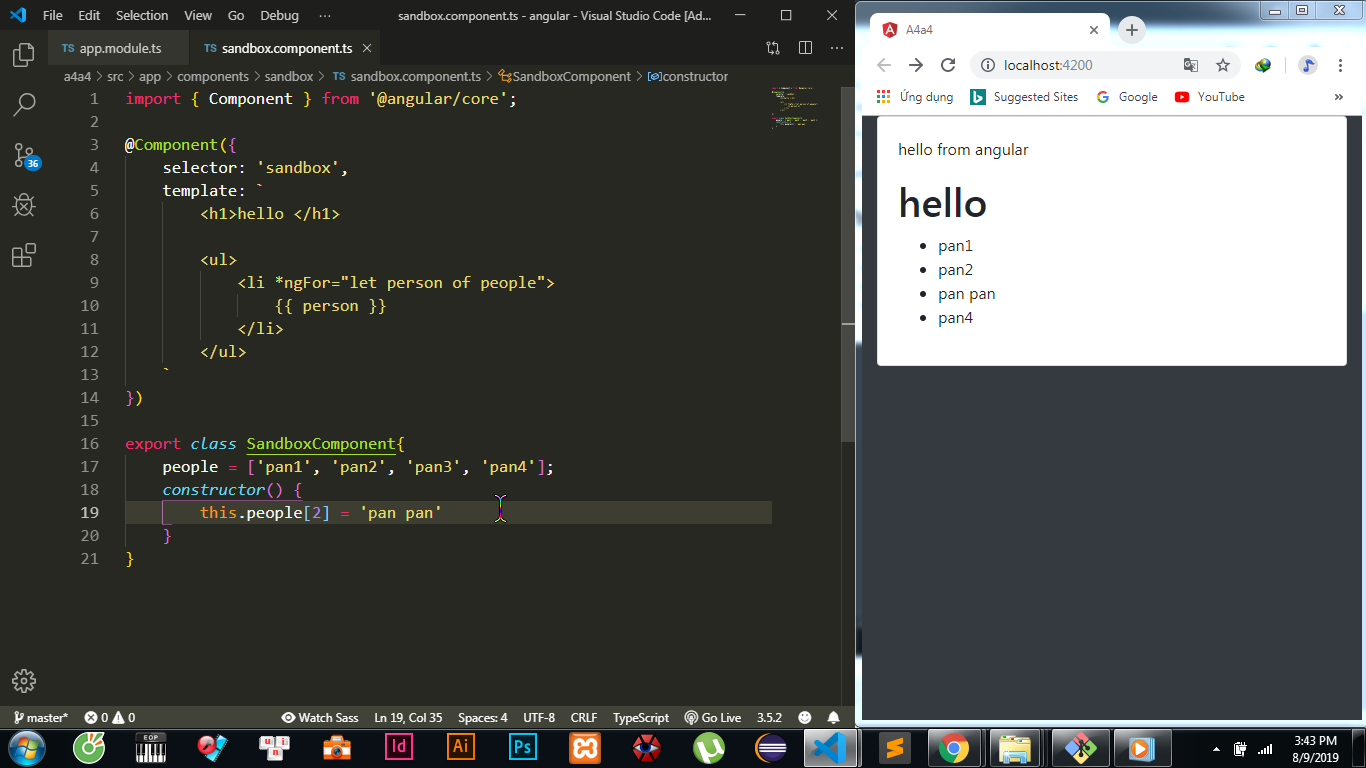 File Edit Selection View Go Debug ··· sandbox.component.ts - angular - Visual Studio Code [Ad...
TS app.module.ts TS sandbox.component.ts
a4a4 > src > app > components > sandbox > TS sandbox.component.ts > SandboxComponent > constructor
1 import { Component } from '@angular/core';
2
3 @Component({
4 selector: 'sandbox',
5 template: `
6 <h1>hello </h1>
7
8 <ul>
9 <li *ngFor="let person of people">
10 {{ person }}
11 </li>
12 </ul>
13 `
14 })
15
16 export class SandboxComponent{
17 people = ['pan1', 'pan2', 'pan3', 'pan4'];
18 constructor() {
19 this.people[2] = 'pan pan'
20 }
21 }
36
master* 0 0 Watch Sass Ln 19, Col 35 Spaces: 4 UTF-8 CRLF TypeScript Go Live 3.5.2
A4a4
localhost:4200
Ứng dụng Suggested Sites Google YouTube »
hello from angular
hello
• pan1
• pan2
• pan pan
• pan4
EOP Id Ai Ps
3:43 PM
8/9/2019